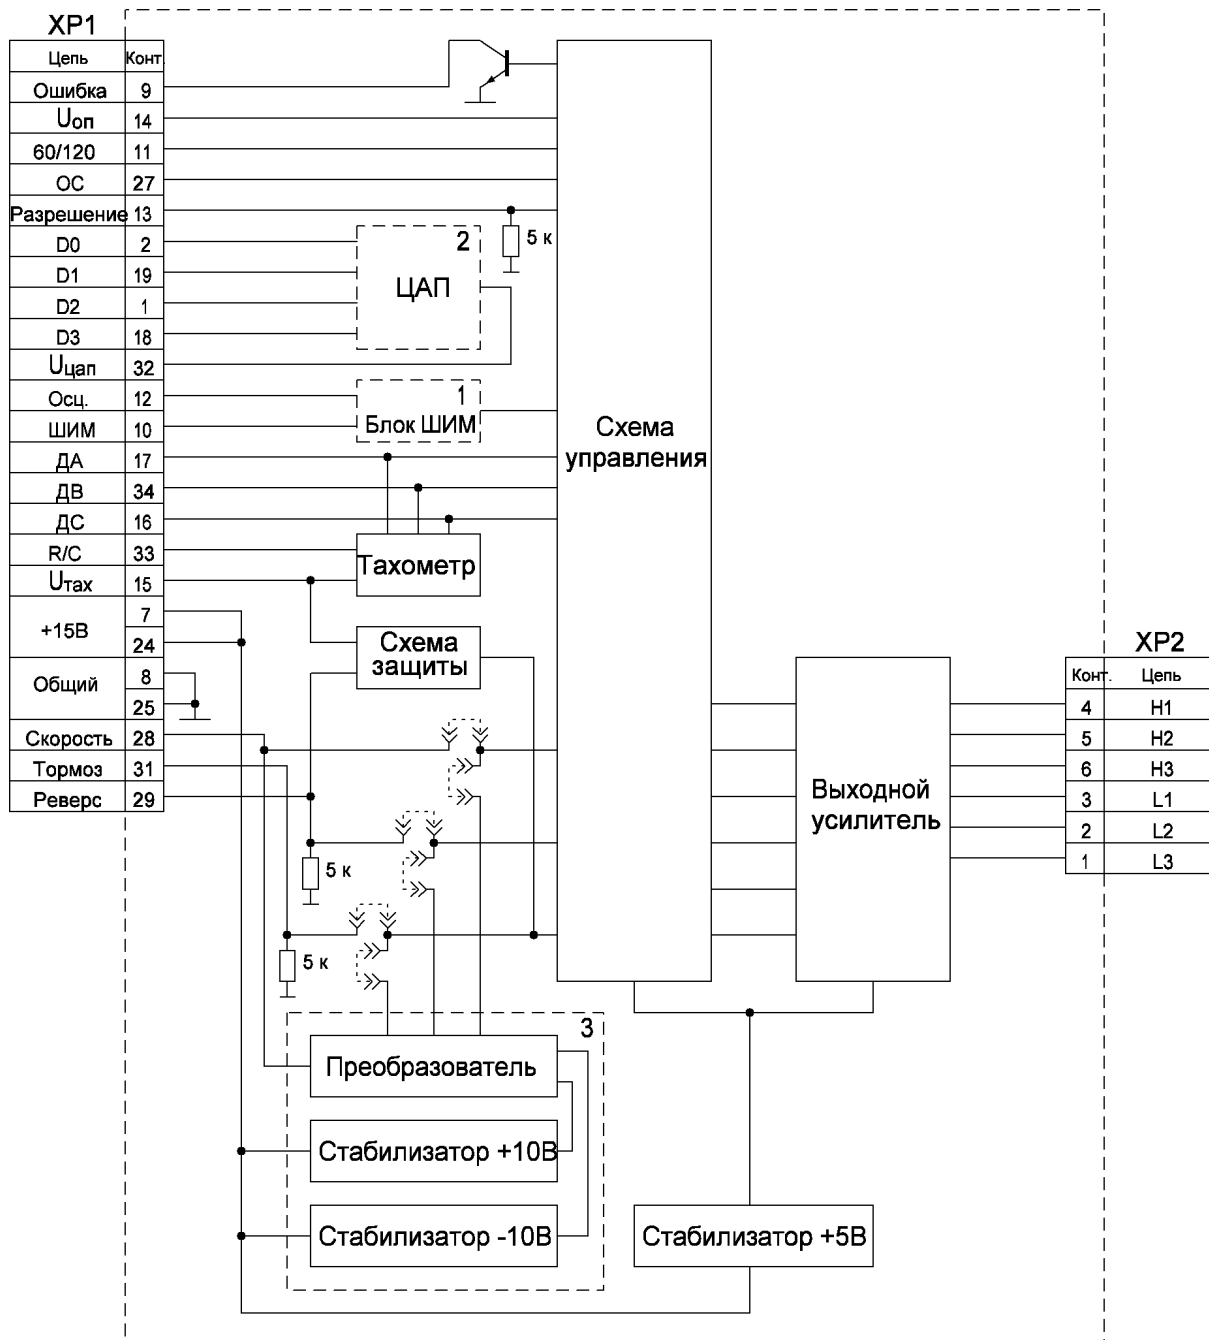 XP1
Цепь Конт.
Ошибка 9
Uоп 14
60/120 11
ОС 27
Разрешение 13
D0 2
D1 19
D2 1
D3 18
Uцап 32
Осц. 12
ШИМ 10
ДА 17
ДВ 34
ДС 16
R/C 33
Uтах 15
+15В 7
24
Общий 8
25
Скорость 28
Тормоз 31
Реверс 29
5 к
2
ЦАП
1
Блок ШИМ
Тахометр
Схема
защиты
Схема
управления
5 к
5 к
3
Преобразователь
Стабилизатор +10В
Стабилизатор -10В
Стабилизатор +5В
Выходной
усилитель
XP2
Конт. Цепь
4 H1
5 H2
6 H3
3 L1
2 L2
1 L3